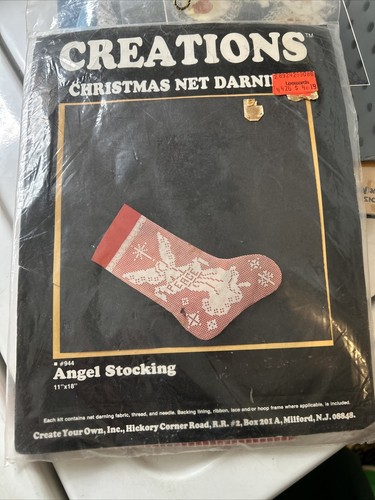 CREATIONS™
CHRISTMAS NET DARNI
PEACE
#944
Angel Stocking
11"x18"
Each kit contains net darning fabric, thread, and needle. Backing lining, ribbon, lace and/or hoop frame where applicable, is included.
Create Your Own, Inc., Hickory Corner Road, R.R. #2, Box 201 A, Milford, N.J. 08848.